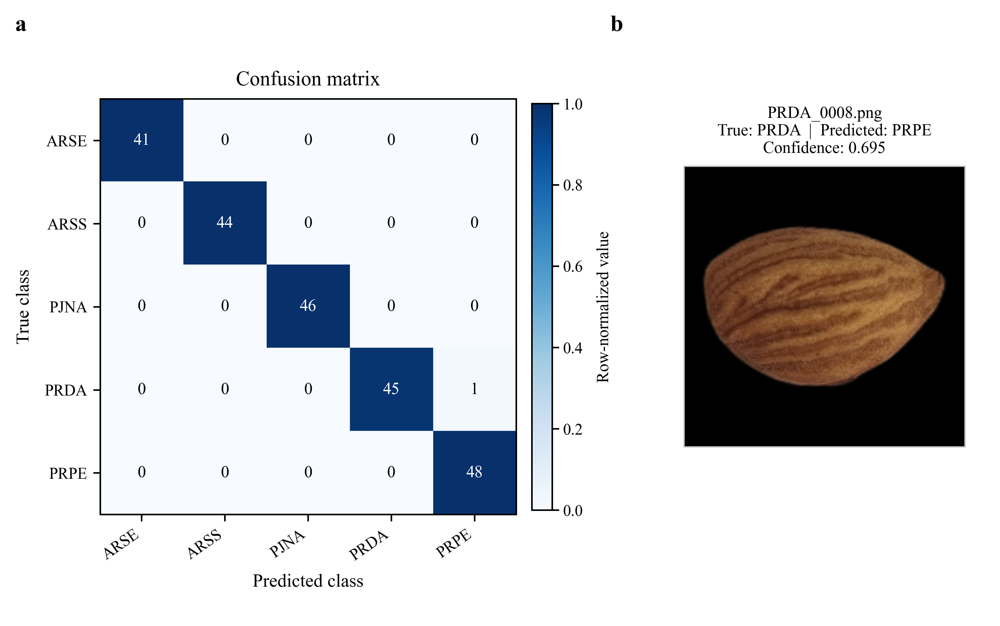 a
Confusion matrix
True class
ARSE 41 0 0 0 0
ARSS 0 44 0 0 0
PJNA 0 0 46 0 0
PRDA 0 0 0 45 1
PRPE 0 0 0 0 48
ARSE ARSS PJNA PRDA PRPE
Predicted class
1.0
0.8
0.6
0.4
0.2
0.0
Row-normalized value
b
PRDA_0008.png
True: PRDA | Predicted: PRPE
Confidence: 0.695